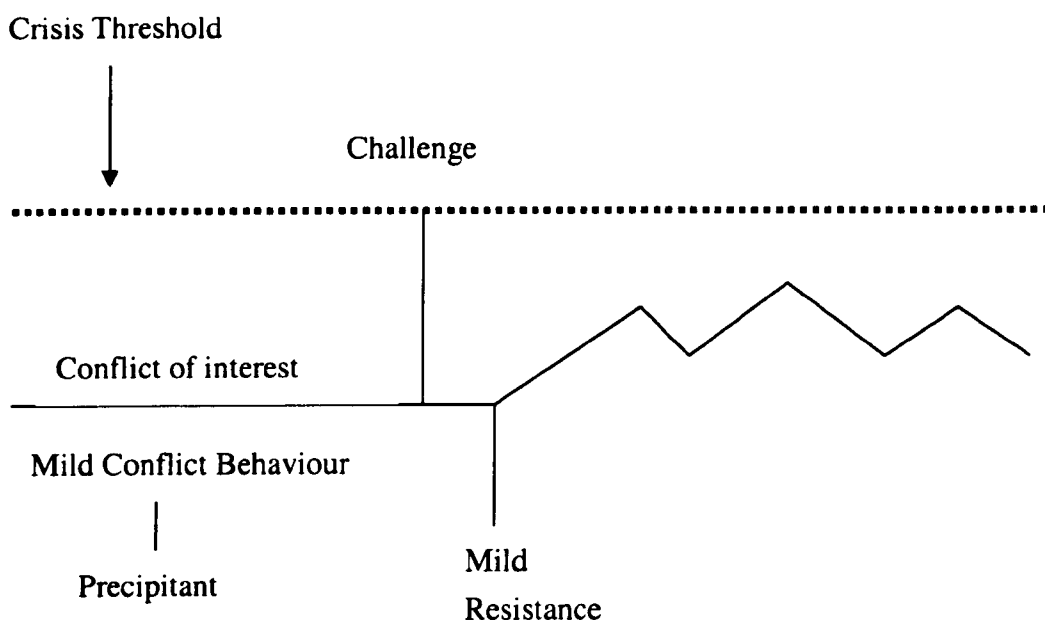 Crisis Threshold
Challenge
Conflict of interest
Mild Conflict Behaviour
Precipitant
Mild
Resistance